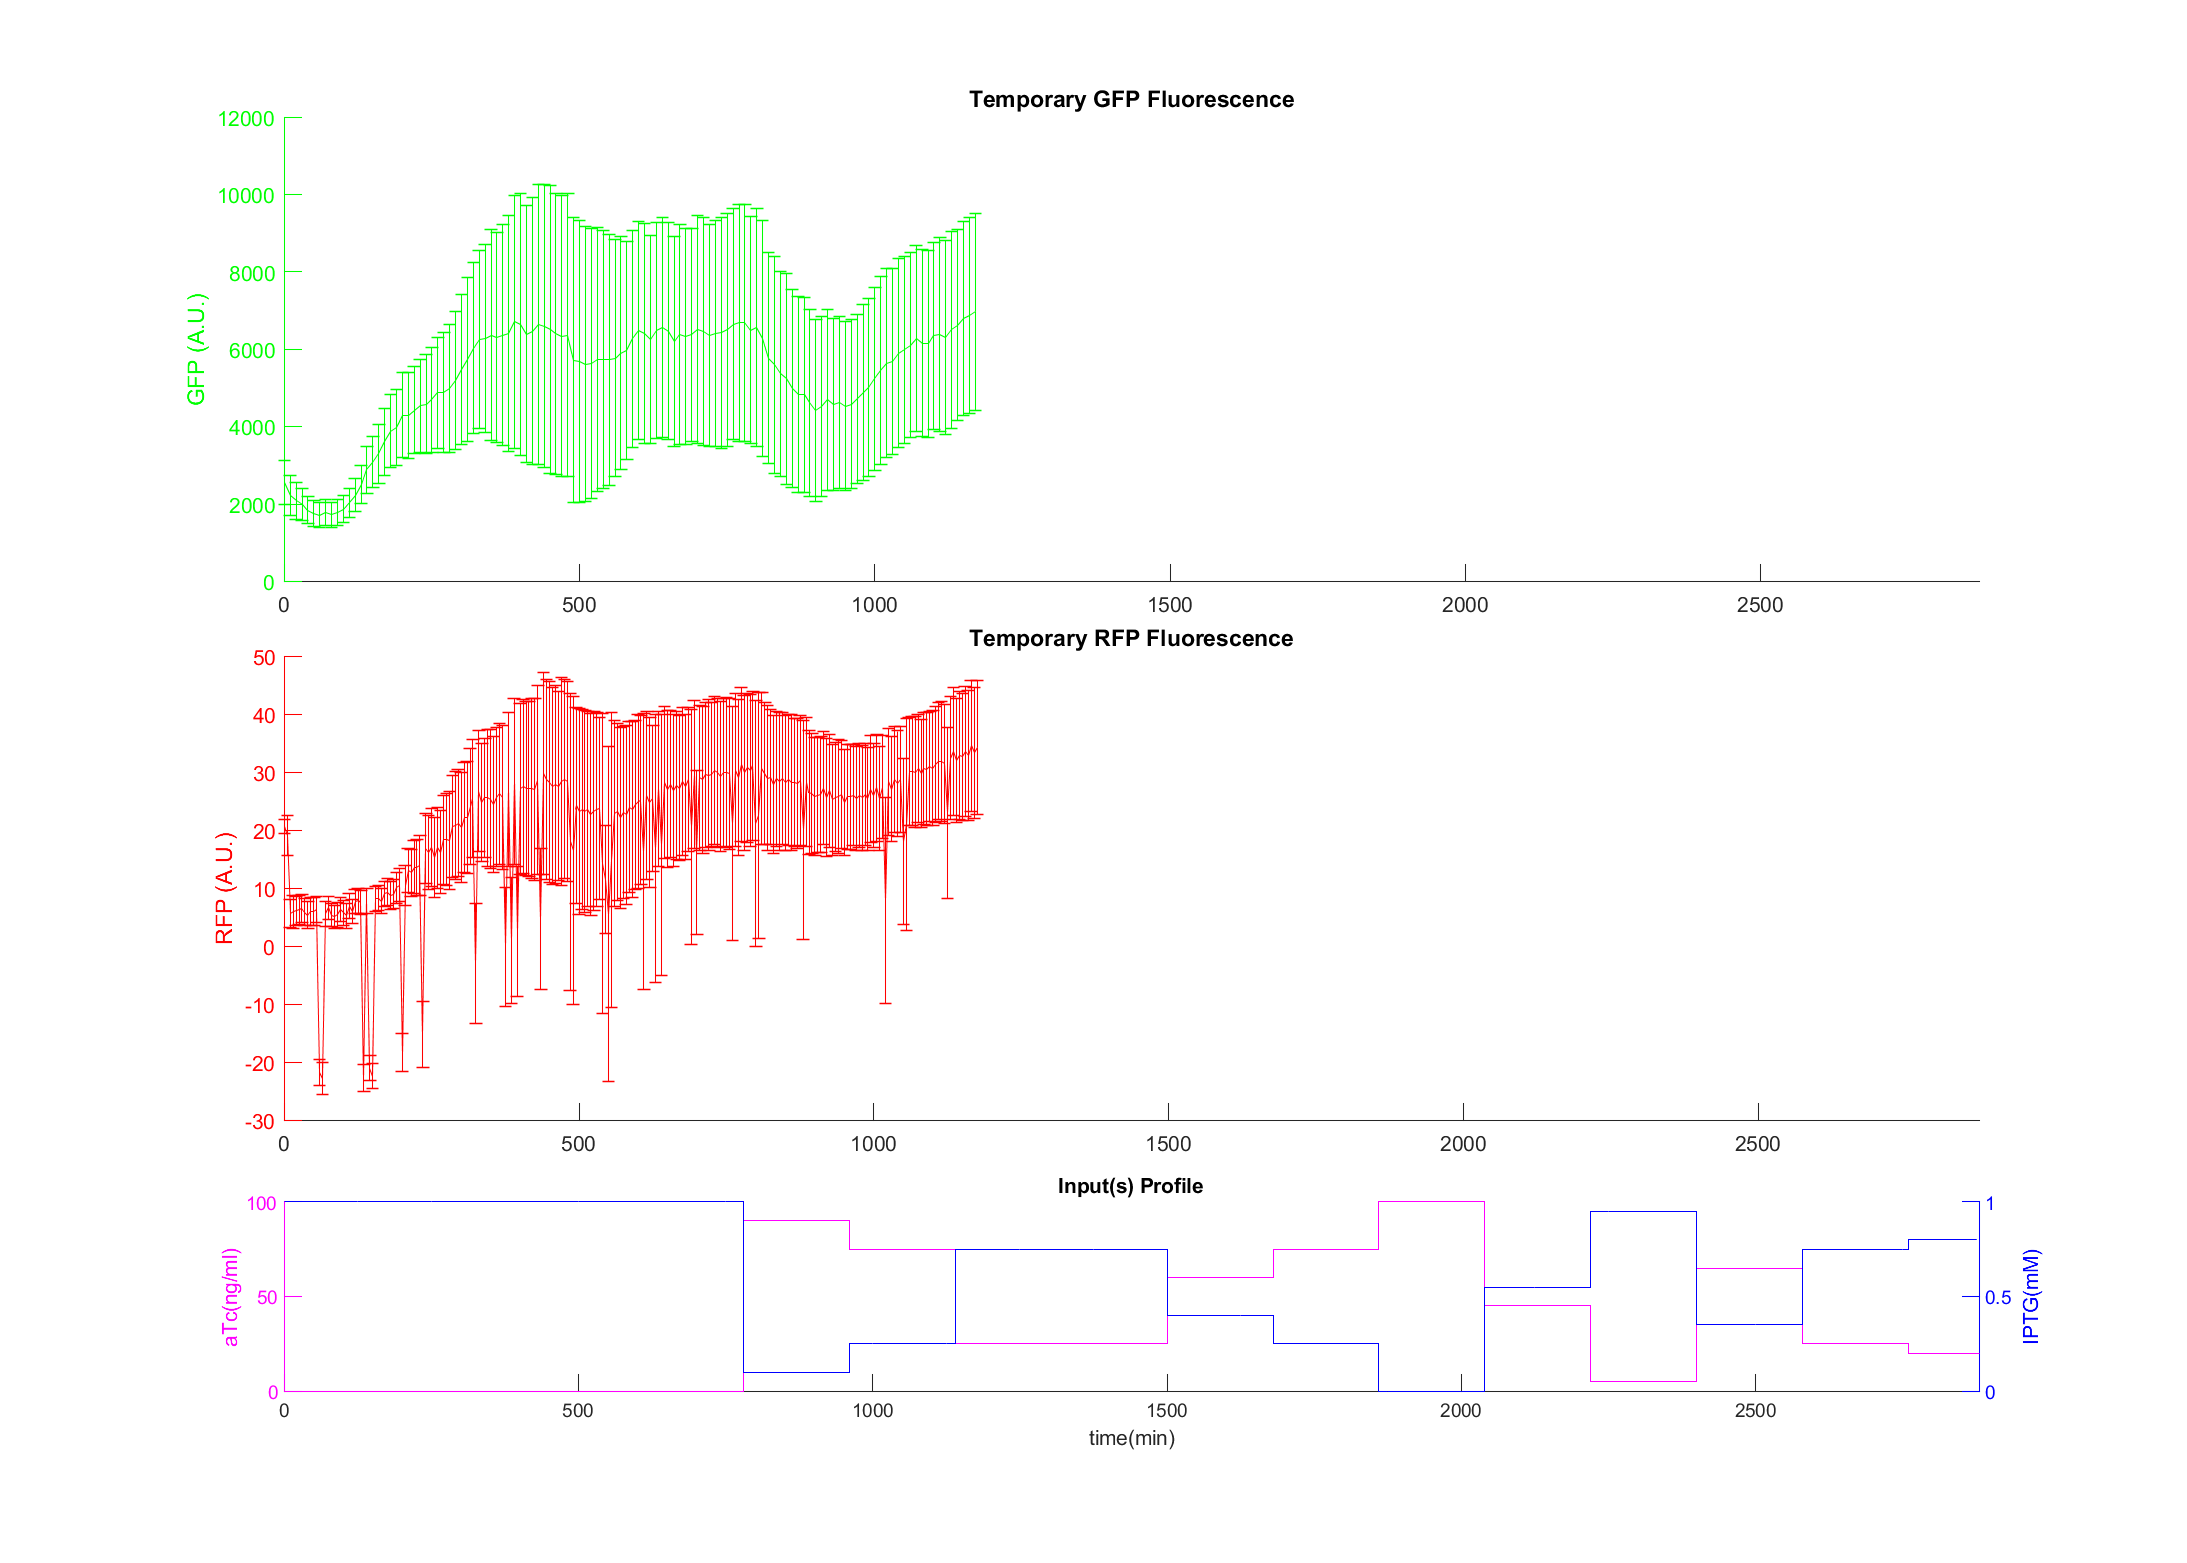 Temporary GFP Fluorescence
12000
10000
8000
6000
4000
2000
0
GFP (A.U.)
0 500 1000 1500 2000 2500
Temporary RFP Fluorescence
50
40
30
20
10
0
-10
-20
-30
RFP (A.U.)
0 500 1000 1500 2000 2500
Input(s) Profile
100
50
0
aTc(ng/ml)
1
0.5
0
IPTG(mM)
0 500 1000 1500 2000 2500
time(min)